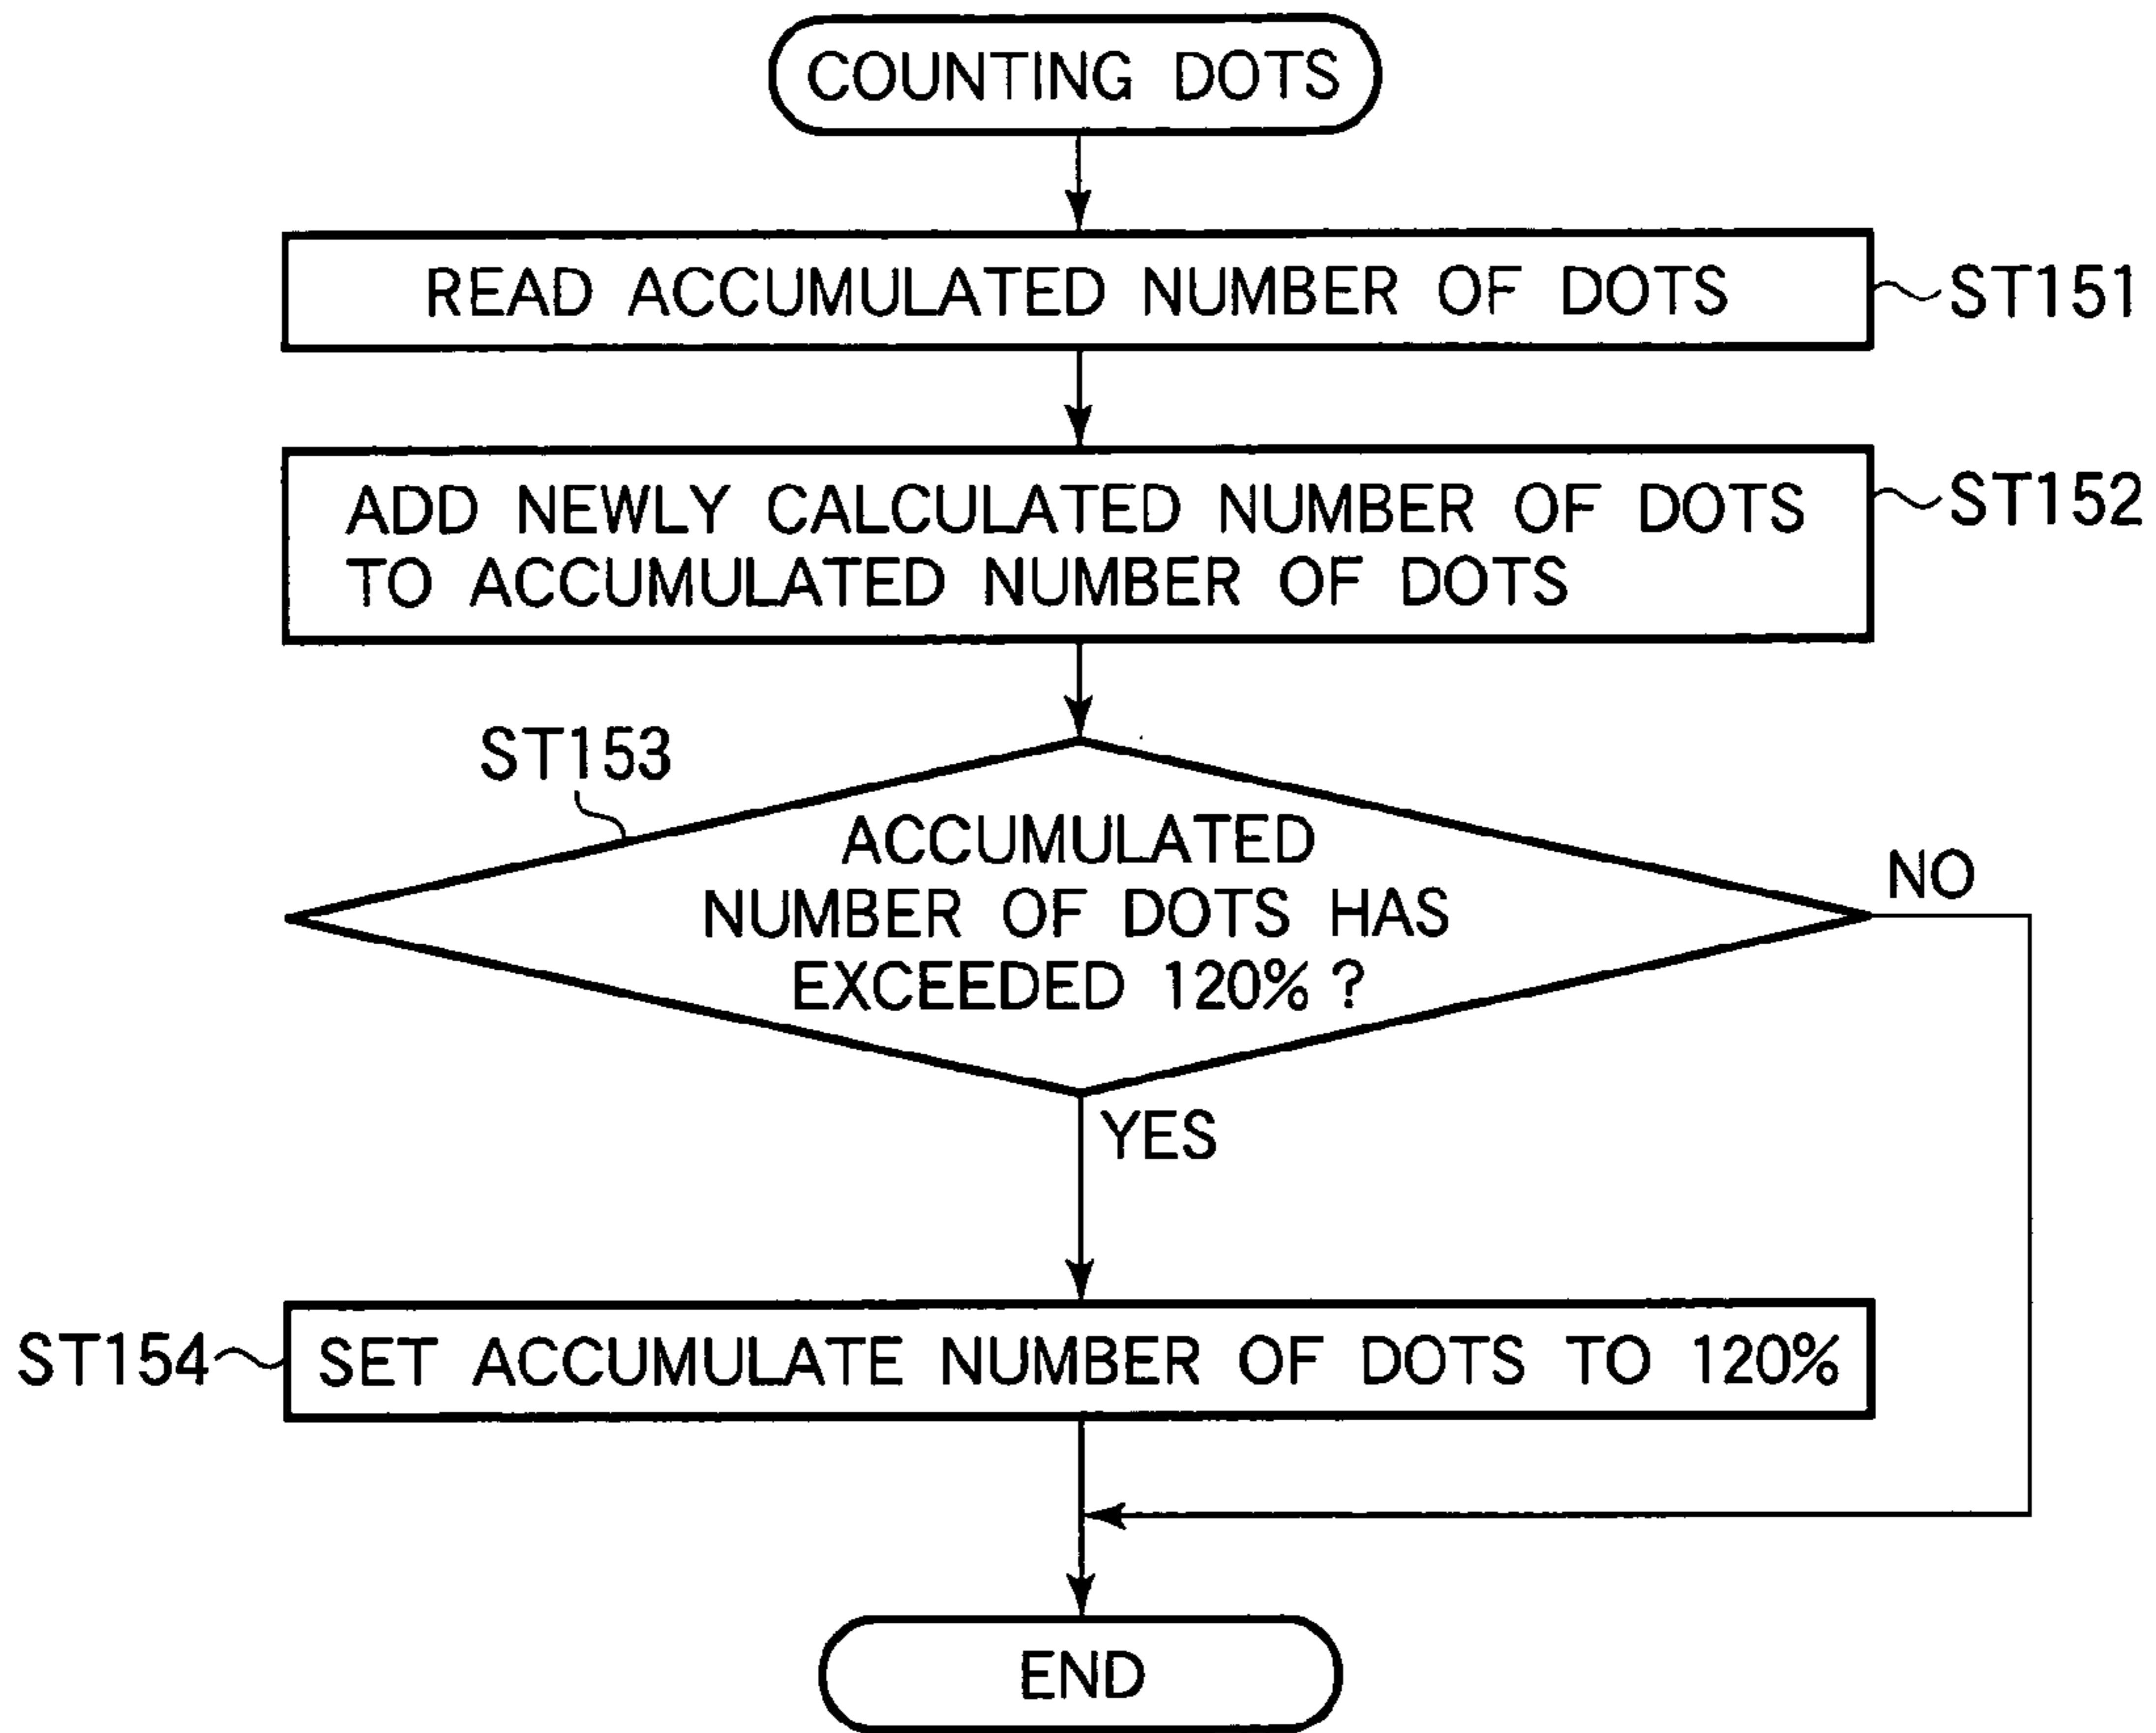 COUNTING DOTS
READ ACCUMULATED NUMBER OF DOTS
ST151
ADD NEWLY CALCULATED NUMBER OF DOTS
TO ACCUMULATED NUMBER OF DOTS
ST152
ST153
ACCUMULATED
NUMBER OF DOTS HAS
EXCEEDED 120% ?
NO
YES
ST154
SET ACCUMULATE NUMBER OF DOTS TO 120%
END